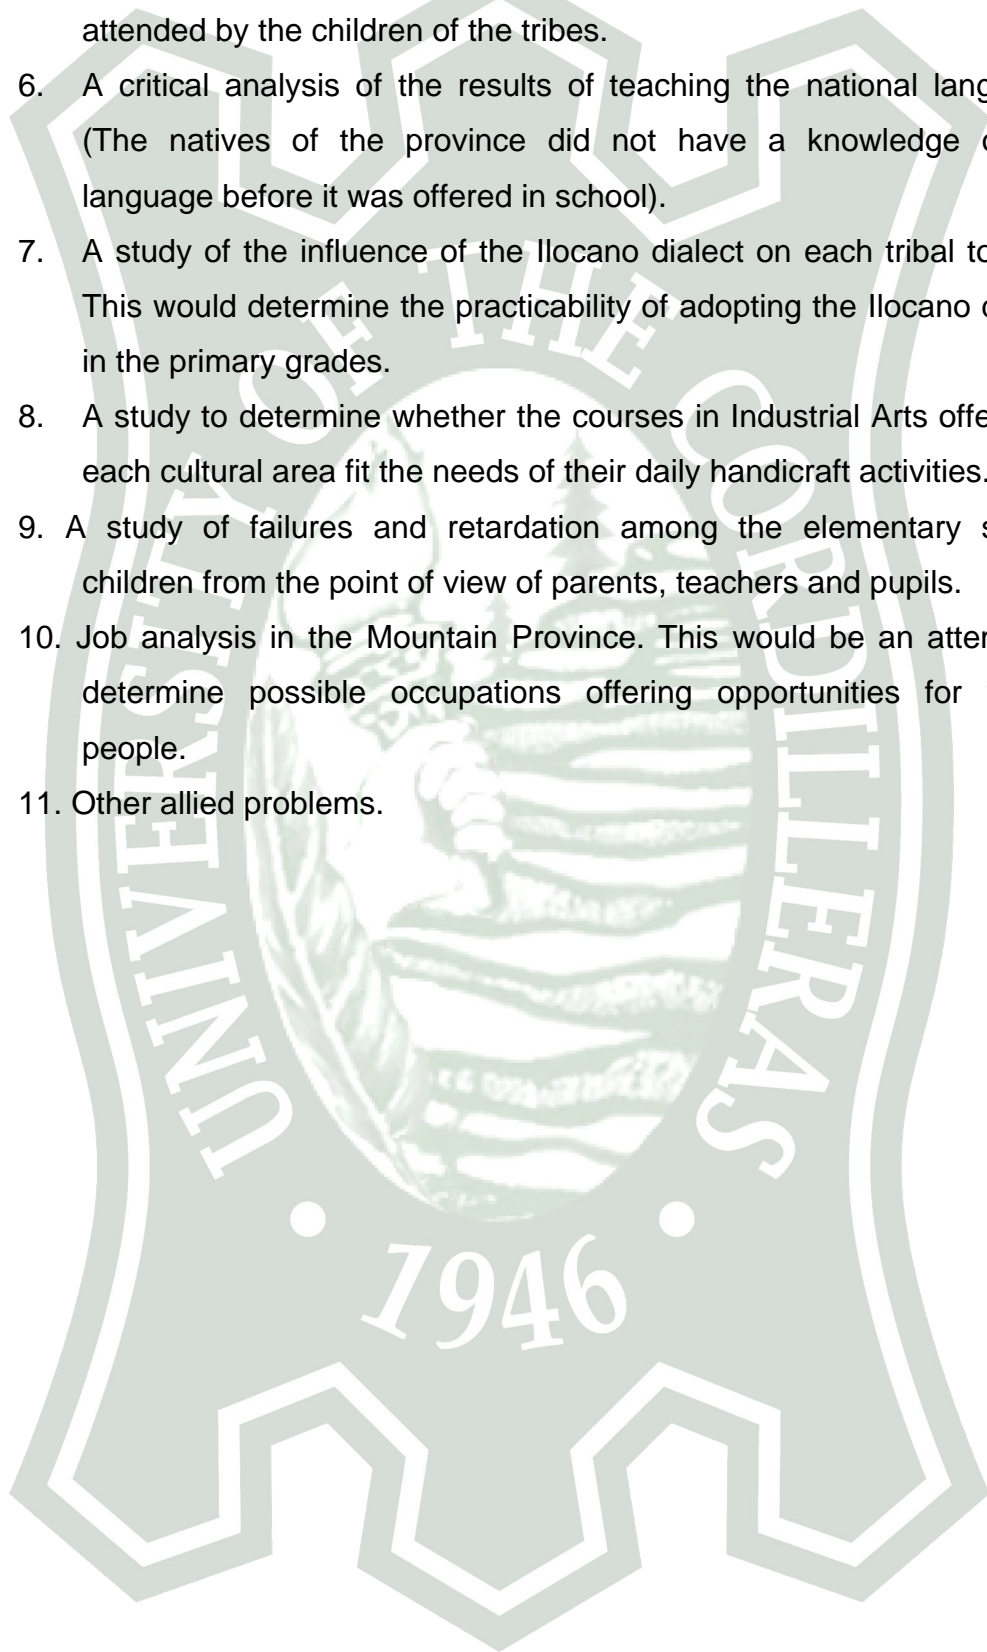 attended by the children of the tribes.
6. A critical analysis of the results of teaching the national lang
(The natives of the province did not have a knowledge
language before it was offered in school).
7. A study of the influence of the Ilocano dialect on each tribal to
This would determine the practicability of adopting the Ilocano
in the primary grades.
8. A study to determine whether the courses in Industrial Arts offe
each cultural area fit the needs of their daily handicraft activities.
9. A study of failures and retardation among the elementary s
children from the point of view of parents, teachers and pupils.
10. Job analysis in the Mountain Province. This would be an atte
determine possible occupations offering opportunities for
people.
11. Other allied problems.
UNIVERSITY OF THE CORDILLERAS
1946